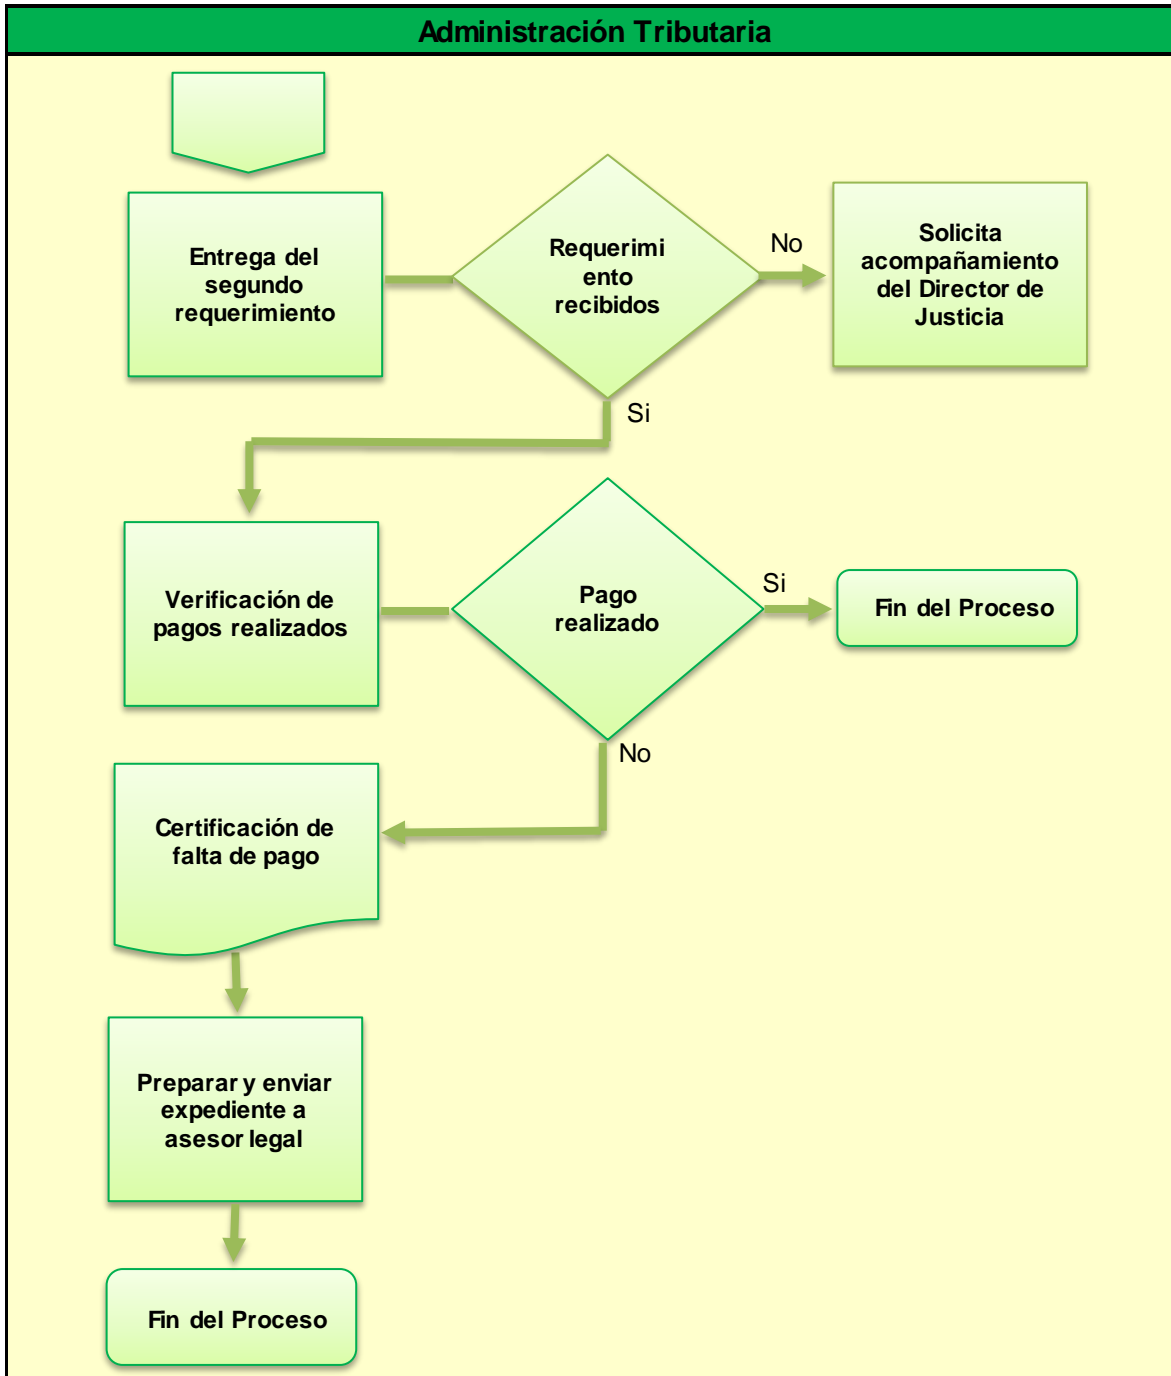 Administración Tributaria
Entrega del
segundo
requerimiento
Requerimi
ento
recibidos
No
Solicita
acompañamiento
del Director de
Justicia
Si
Verificación de
pagos realizados
Pago
realizado
Si
Fin del Proceso
No
Certificación de
falta de pago
Preparar y enviar
expediente a
asesor legal
Fin del Proceso